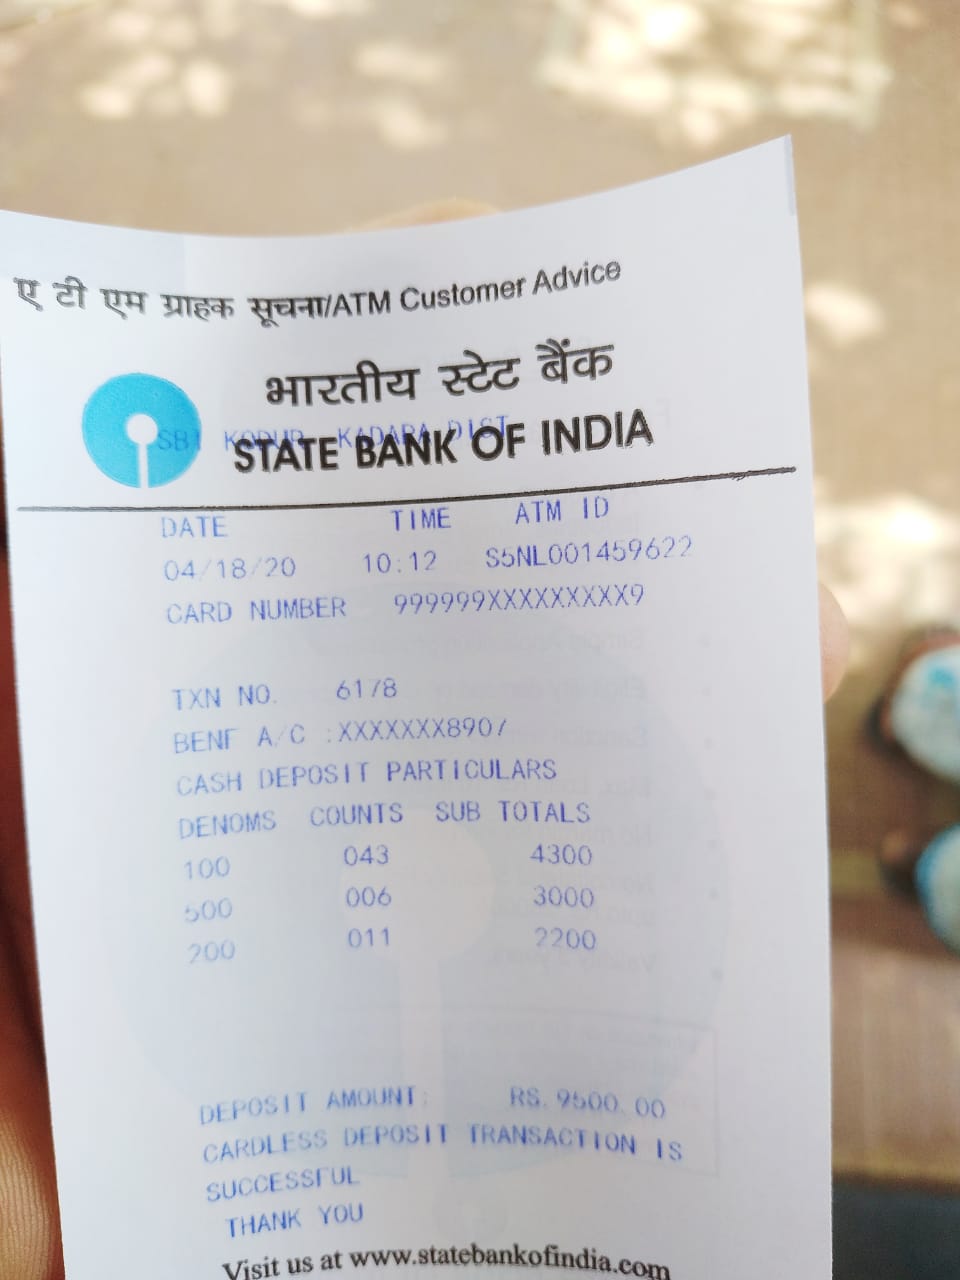 ए टी एम ग्राहक सूचना/ATM Customer Advice
भारतीय स्टेट बैंक
SBI KODUR KADAPA DIST
STATE BANK OF INDIA
DATE TIME ATM ID
04/18/20 10:12 S5NL001459622
CARD NUMBER 999999XXXXXXXXX9
TXN NO. 6178
BENF A/C :XXXXXXX8907
CASH DEPOSIT PARTICULARS
DENOMS COUNTS SUB TOTALS
100 043 4300
500 006 3000
200 011 2200
DEPOSIT AMOUNT: RS. 9500.00
CARDLESS DEPOSIT TRANSACTION IS
SUCCESSFUL
THANK YOU
Visit us at www.statebankofindia.com